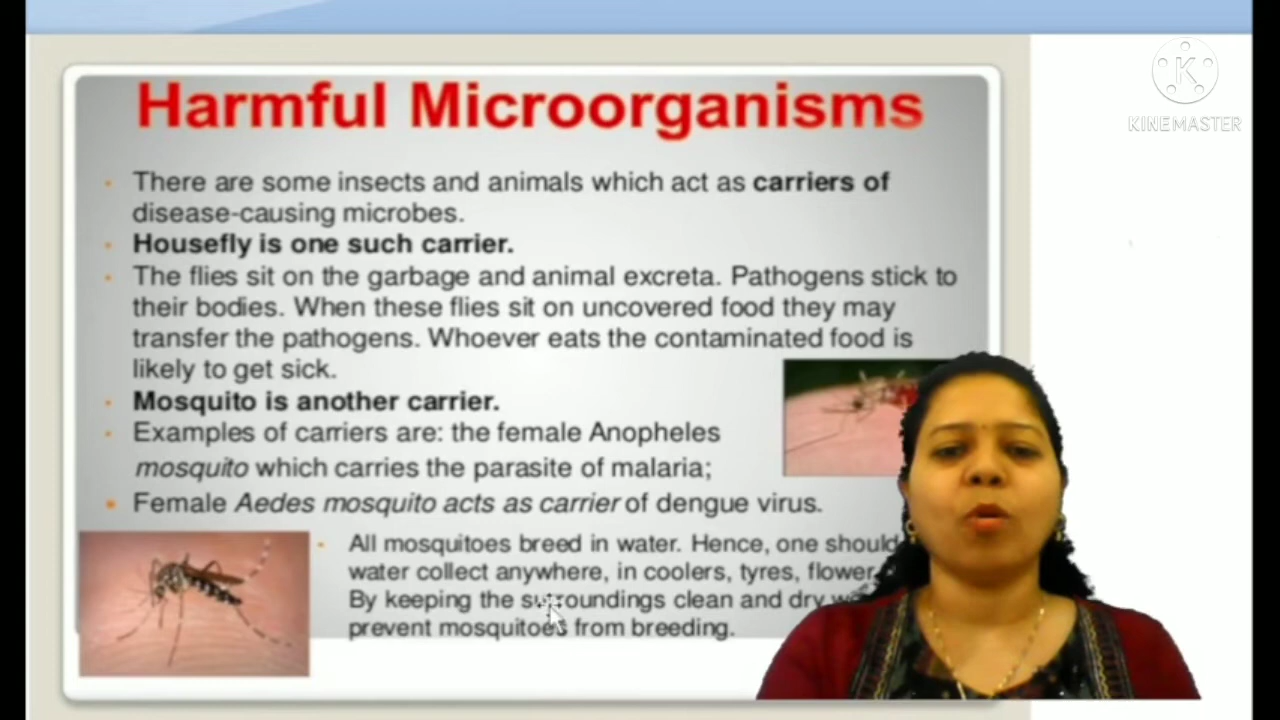 Harmful Microorganisms
K
KINEMASTER
There are some insects and animals which act as carriers of
disease-causing microbes.
Housefly is one such carrier.
The flies sit on the garbage and animal excreta. Pathogens stick to
their bodies. When these flies sit on uncovered food they may
transfer the pathogens. Whoever eats the contaminated food is
likely to get sick.
Mosquito is another carrier.
Examples of carriers are: the female Anopheles
mosquito which carries the parasite of malaria;
Female Aedes mosquito acts as carrier of dengue virus.
All mosquitoes breed in water. Hence, one should
water collect anywhere, in coolers, tyres, flower
By keeping the surroundings clean and dry
prevent mosquitoes from breeding.